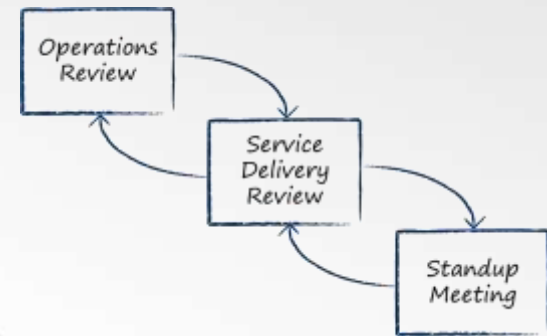 Operations
Review
Service
Delivery
Review
Standup
Meeting